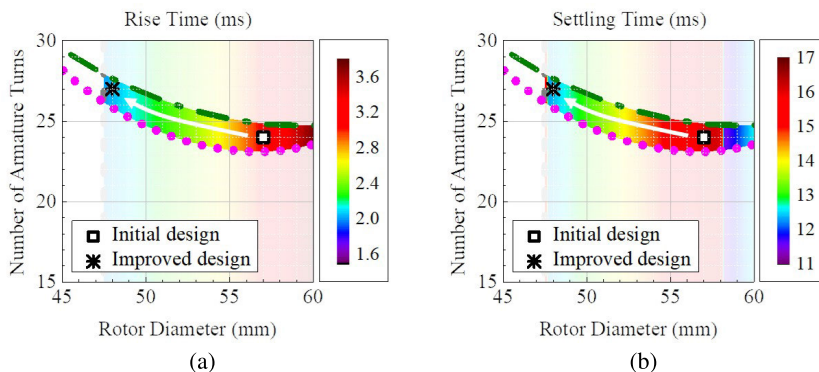 Rise Time (ms)
Number of Armature Turns
30
25
20
15
45
50
55
60
Rotor Diameter (mm)
Initial design
Improved design
3.6
3.2
2.8
2.4
2.0
1.6
(a)
Settling Time (ms)
Number of Armature Turns
30
25
20
15
45
50
55
60
Rotor Diameter (mm)
Initial design
Improved design
17
16
15
14
13
12
11
(b)